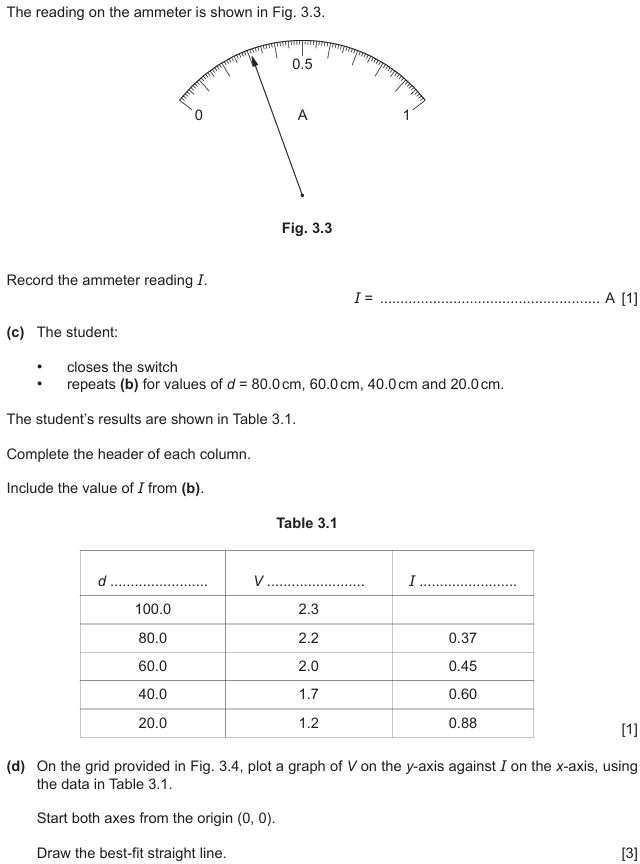 The reading on the ammeter is shown in Fig. 3.3.
0.5
0
A
1
Fig. 3.3
Record the ammeter reading I.
I = ...................................................... A [1]
(c) The student:
• closes the switch
• repeats (b) for values of d = 80.0 cm, 60.0 cm, 40.0 cm and 20.0 cm.
The student's results are shown in Table 3.1.
Complete the header of each column.
Include the value of I from (b).
Table 3.1
d ........................ V ........................ I ........................
100.0 2.3
80.0 2.2 0.37
60.0 2.0 0.45
40.0 1.7 0.60
20.0 1.2 0.88
[1]
(d) On the grid provided in Fig. 3.4, plot a graph of V on the y-axis against I on the x-axis, using
the data in Table 3.1.
Start both axes from the origin (0, 0).
Draw the best-fit straight line. [3]